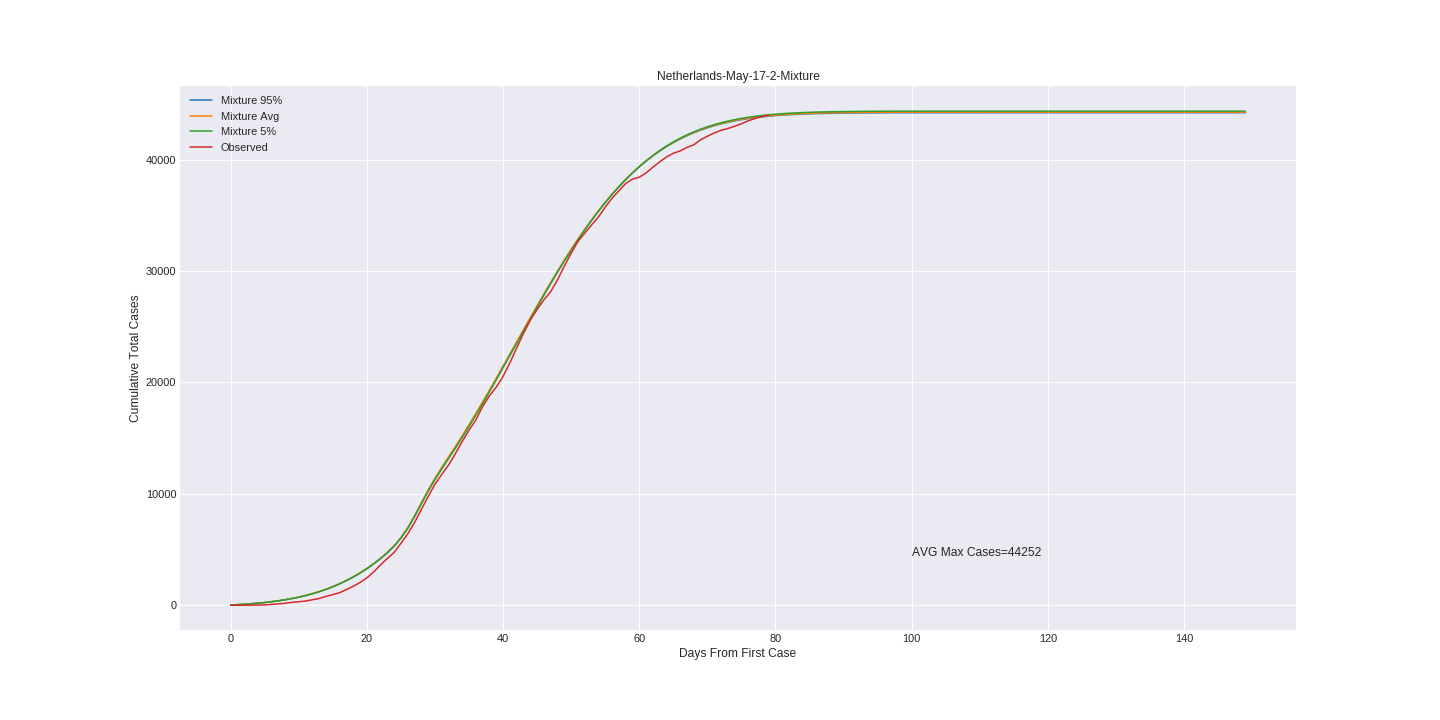 Netherlands-May-17-2-Mixture
Mixture 95%
Mixture Avg
Mixture 5%
Observed
40000
30000
20000
10000
0
Cumulative Total Cases
AVG Max Cases=44252
0 20 40 60 80 100 120 140
Days From First Case